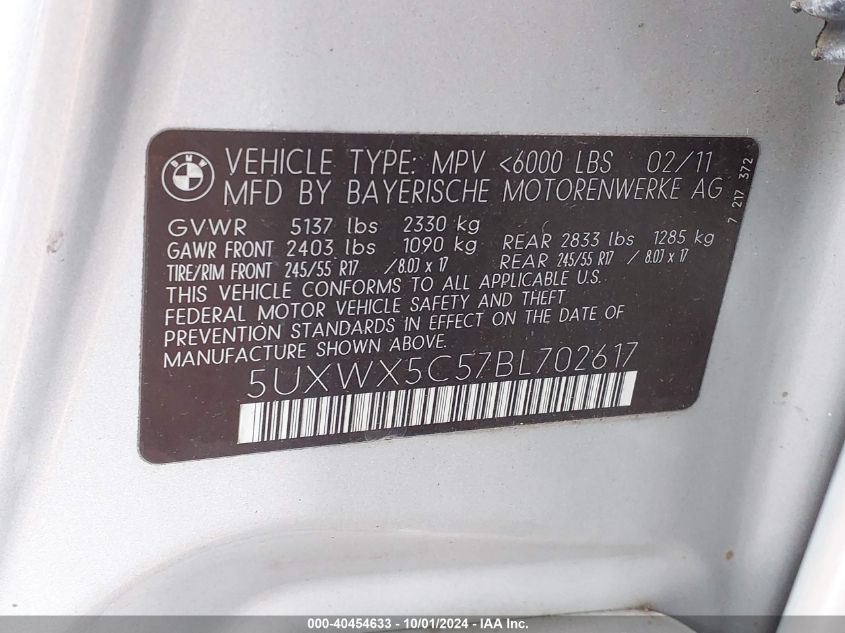 BMW
VEHICLE TYPE: MPV <6000 LBS 02/11
MFD BY BAYERISCHE MOTORENWERKE AG
7 217 372
GVWR 5137 lbs 2330 kg
GAWR FRONT 2403 lbs 1090 kg REAR 2833 lbs 1285 kg
TIRE/RIM FRONT 245/55 R17 /8.0J x 17 REAR 245/55 R17 / 8.0J x 17
THIS VEHICLE CONFORMS TO ALL APPLICABLE U.S.
FEDERAL MOTOR VEHICLE SAFETY AND THEFT
PREVENTION STANDARDS IN EFFECT ON THE DATE OF
MANUFACTURE SHOWN ABOVE.
5UXWX5C57BL702617
000-40454633 - 10/01/2024 - IAA Inc.